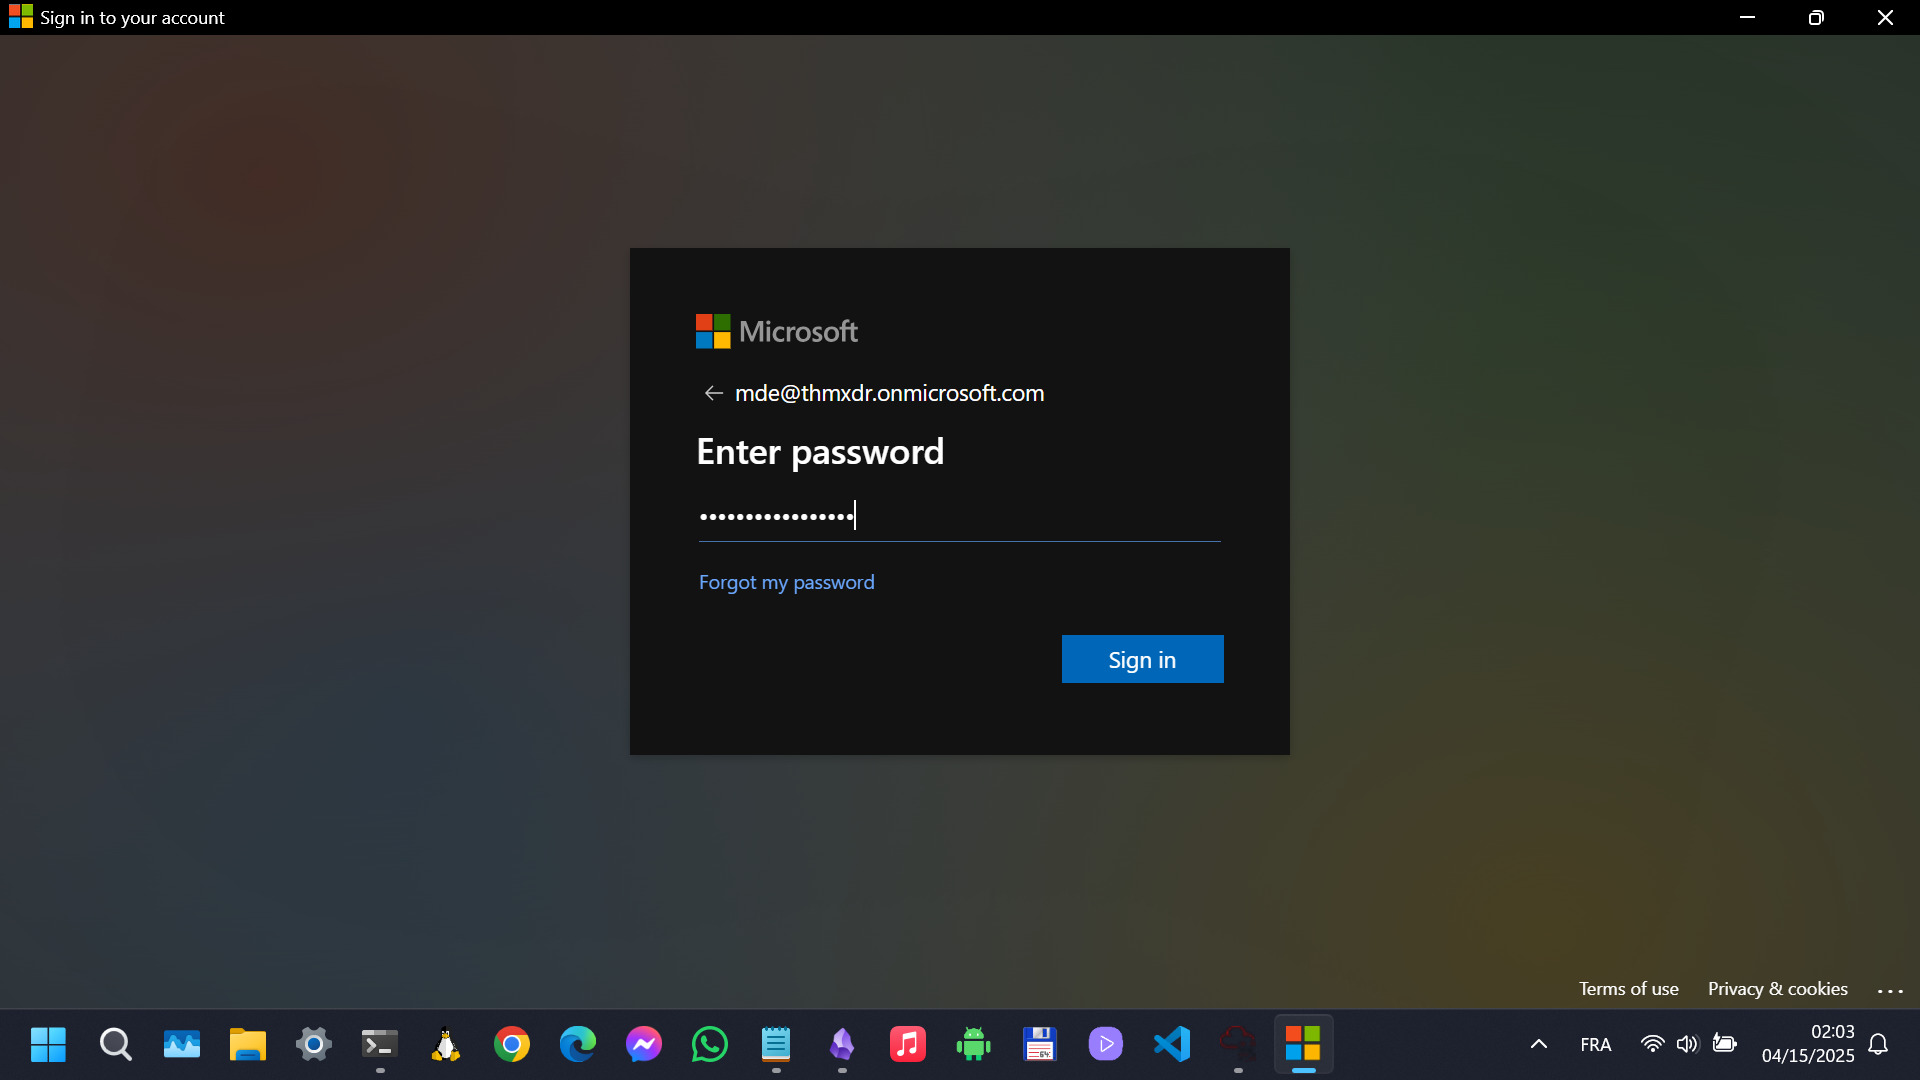 Sign in to your account
Microsoft
mde@thmxdr.onmicrosoft.com
Enter password
Forgot my password
Sign in
Terms of use
Privacy & cookies
64:
FRA
02:03
04/15/2025